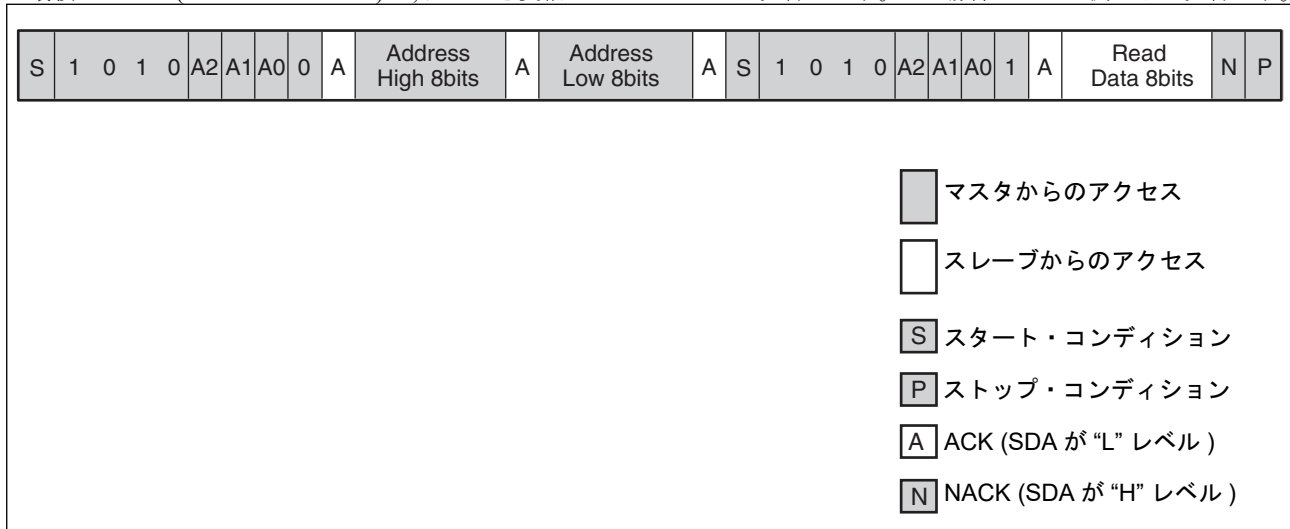 S 1 0 1 0 A2 A1 A0 0 A Address High 8bits A Address Low 8bits A S 1 0 1 0 A2 A1 A0 1 A Read Data 8bits N P
マスタからのアクセス
スレーブからのアクセス
S スタート・コンディション
P ストップ・コンディション
A ACK (SDA が “L” レベル )
N NACK (SDA が “H” レベル )